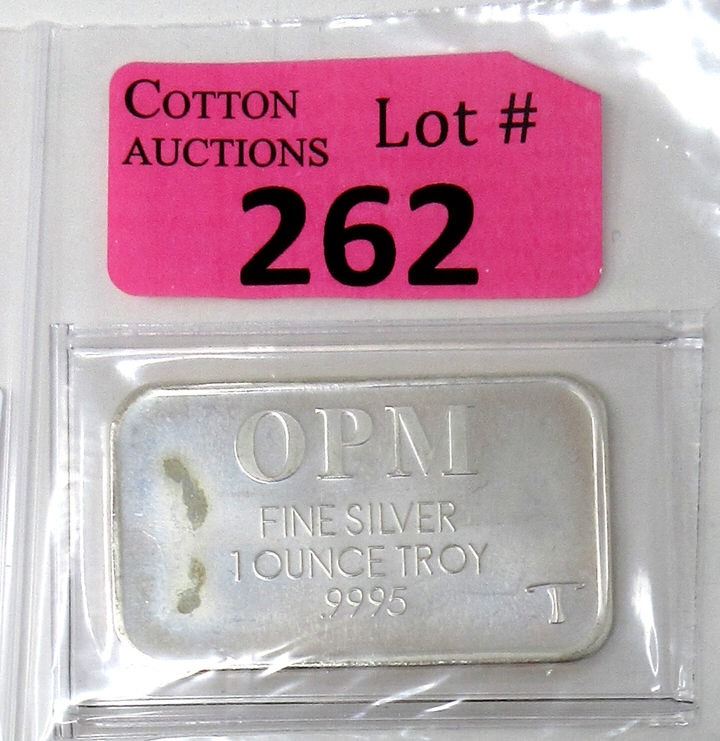 COTTON
AUCTIONS
Lot #
262
OPM
FINE SILVER
1 OUNCE TROY
.9995
T